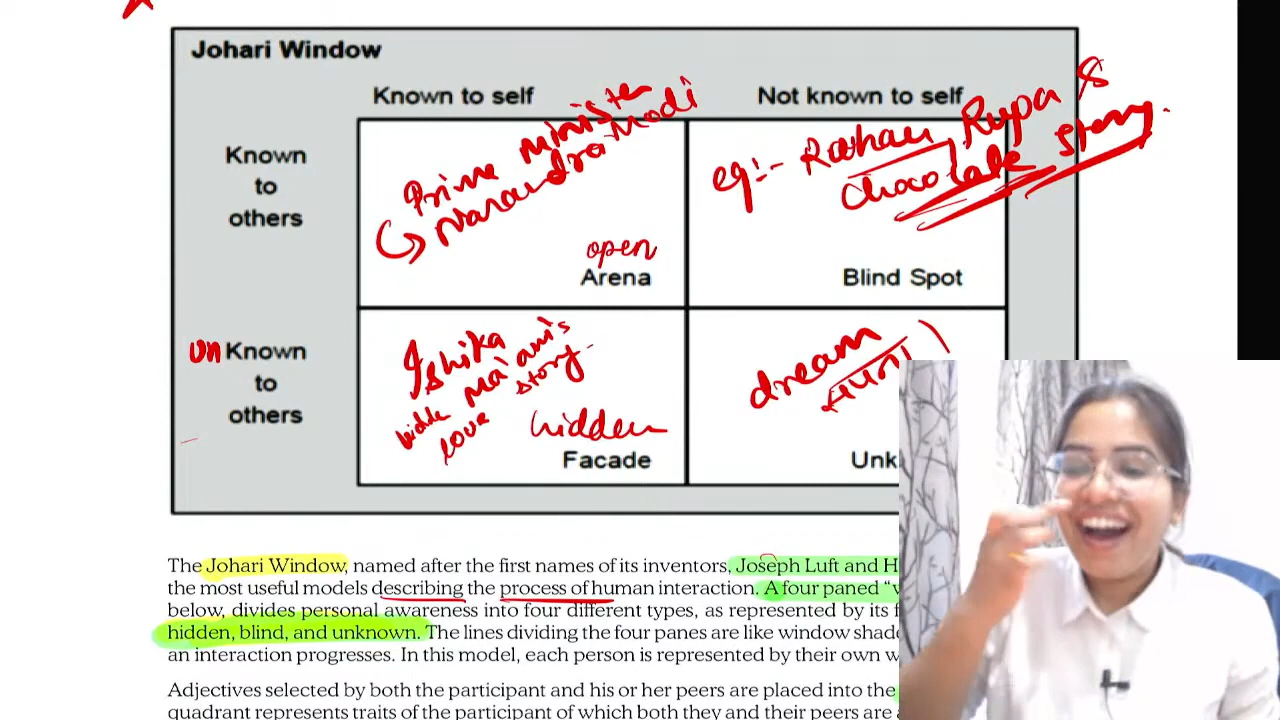 Johari Window
Known to self
Not known to self
Known
to
others
Prime minister
Narandra Modi
open
Arena
eg:- Rohan, Rupa &
Chocolate story.
Blind Spot
un Known
to
others
Ishika
Ma'am's
story.
hidde
love
hidden
Facade
dream
Unk
The Johari Window, named after the first names of its inventors, Joseph Luft and H
the most useful models describing the process of human interaction. A four paned "
below, divides personal awareness into four different types, as represented by its f
hidden, blind, and unknown. The lines dividing the four panes are like window shad
an interaction progresses. In this model, each person is represented by their own w
Adjectives selected by both the participant and his or her peers are placed into the
quadrant represents traits of the participant of which both they and their peers are a